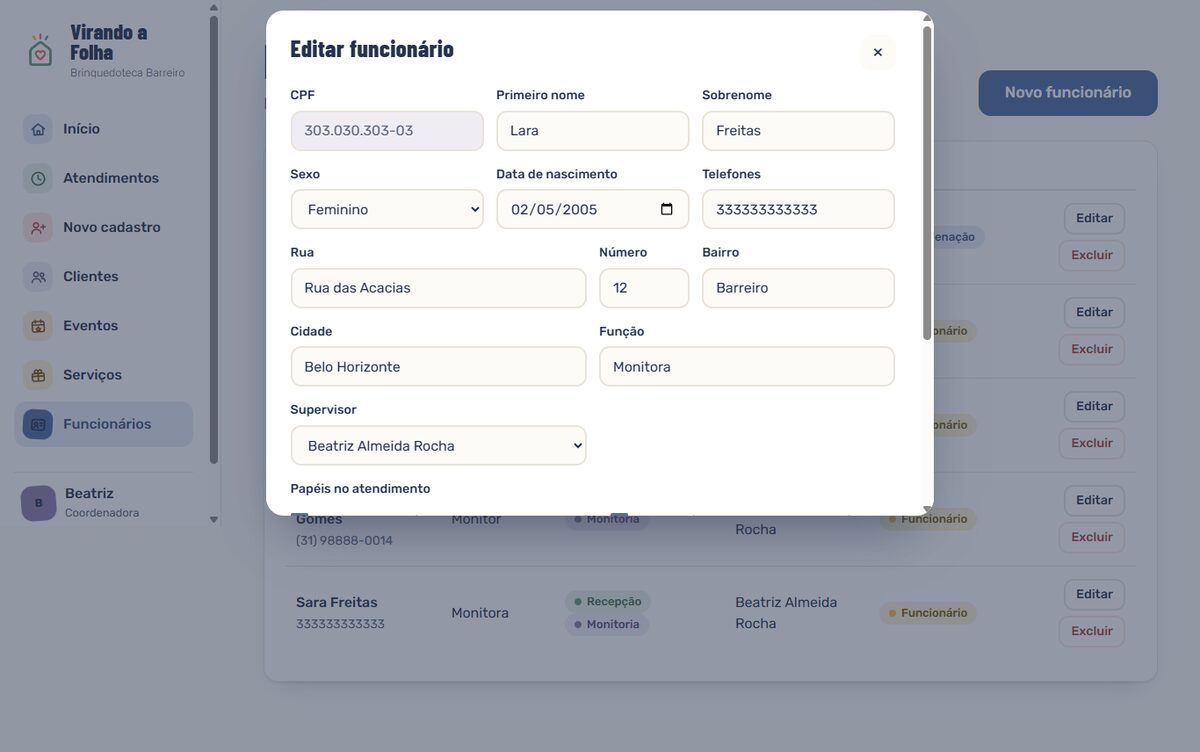 Virando a
Folha
Brinquedoteca Barreiro
Início
Atendimentos
Novo cadastro
Clientes
Eventos
Serviços
Funcionários
B
Beatriz
Coordenadora
Novo funcionário
Editar funcionário
×
CPF
Primeiro nome
Sobrenome
303.030.303-03
Lara
Freitas
Sexo
Data de nascimento
Telefones
Feminino
02/05/2005
333333333333
Rua
Número
Bairro
Rua das Acacias
12
Barreiro
Cidade
Função
Belo Horizonte
Monitora
Supervisor
Beatriz Almeida Rocha
Papéis no atendimento
enação
Editar
Excluir
onário
Editar
Excluir
onário
Editar
Excluir
Gomes
(31) 98888-0014
Monitor
Monitoria
Rocha
Funcionário
Editar
Excluir
Sara Freitas
333333333333
Monitora
Recepção
Monitoria
Beatriz Almeida
Rocha
Funcionário
Editar
Excluir